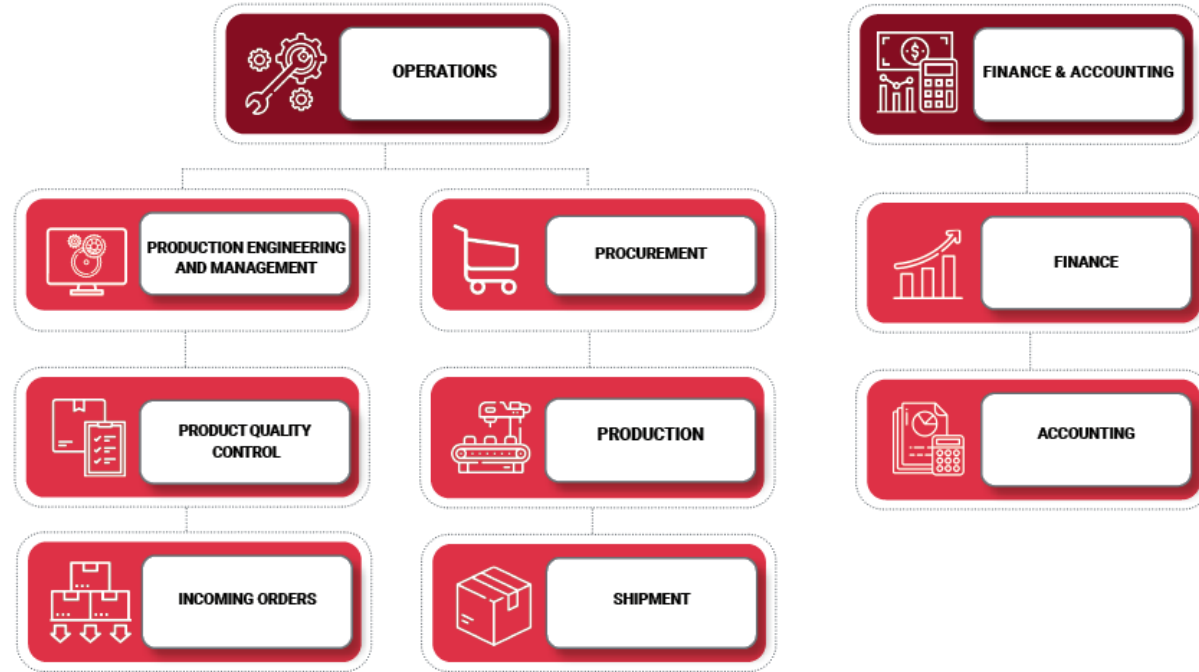 OPERATIONS
FINANCE & ACCOUNTING
PRODUCTION ENGINEERING
AND MANAGEMENT
PROCUREMENT
FINANCE
PRODUCT QUALITY
CONTROL
PRODUCTION
ACCOUNTING
INCOMING ORDERS
SHIPMENT